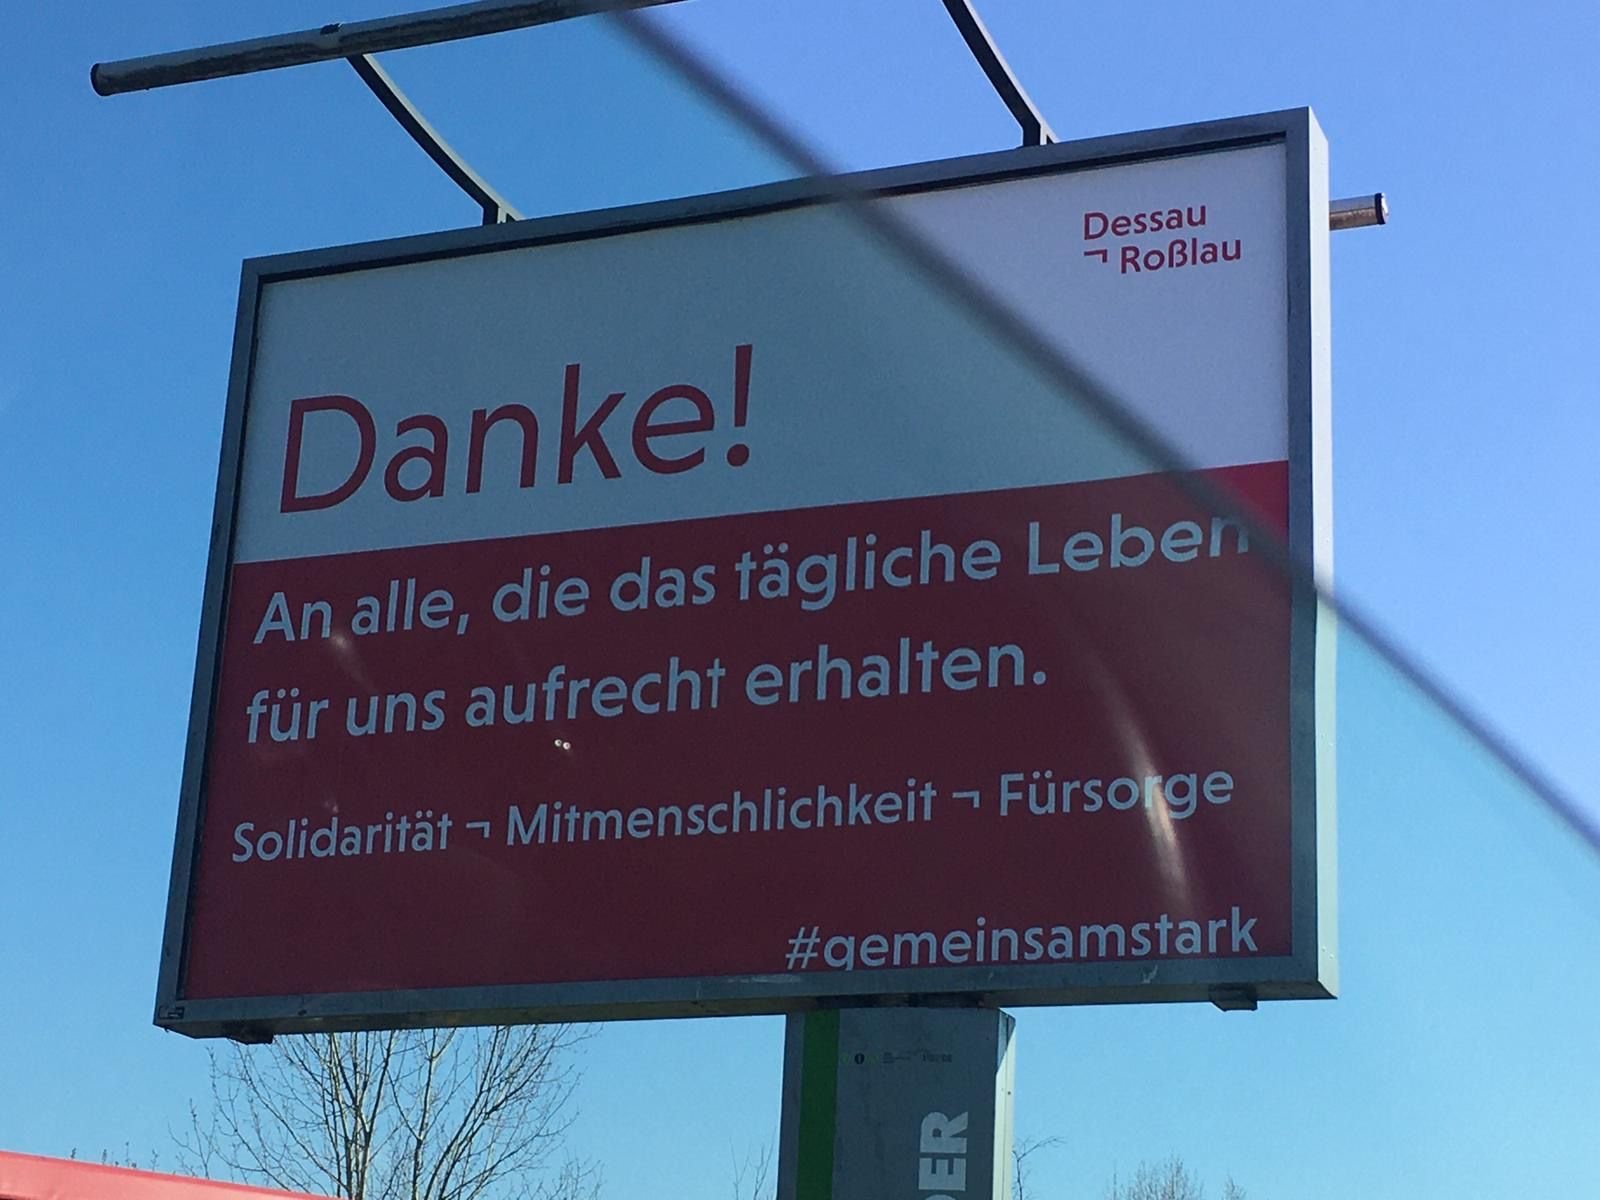 Dessau
¬ Roßlau
Danke!
An alle, die das tägliche Leben
für uns aufrecht erhalten.
Solidarität ¬ Mitmenschlichkeit ¬ Fürsorge
#gemeinsamstark